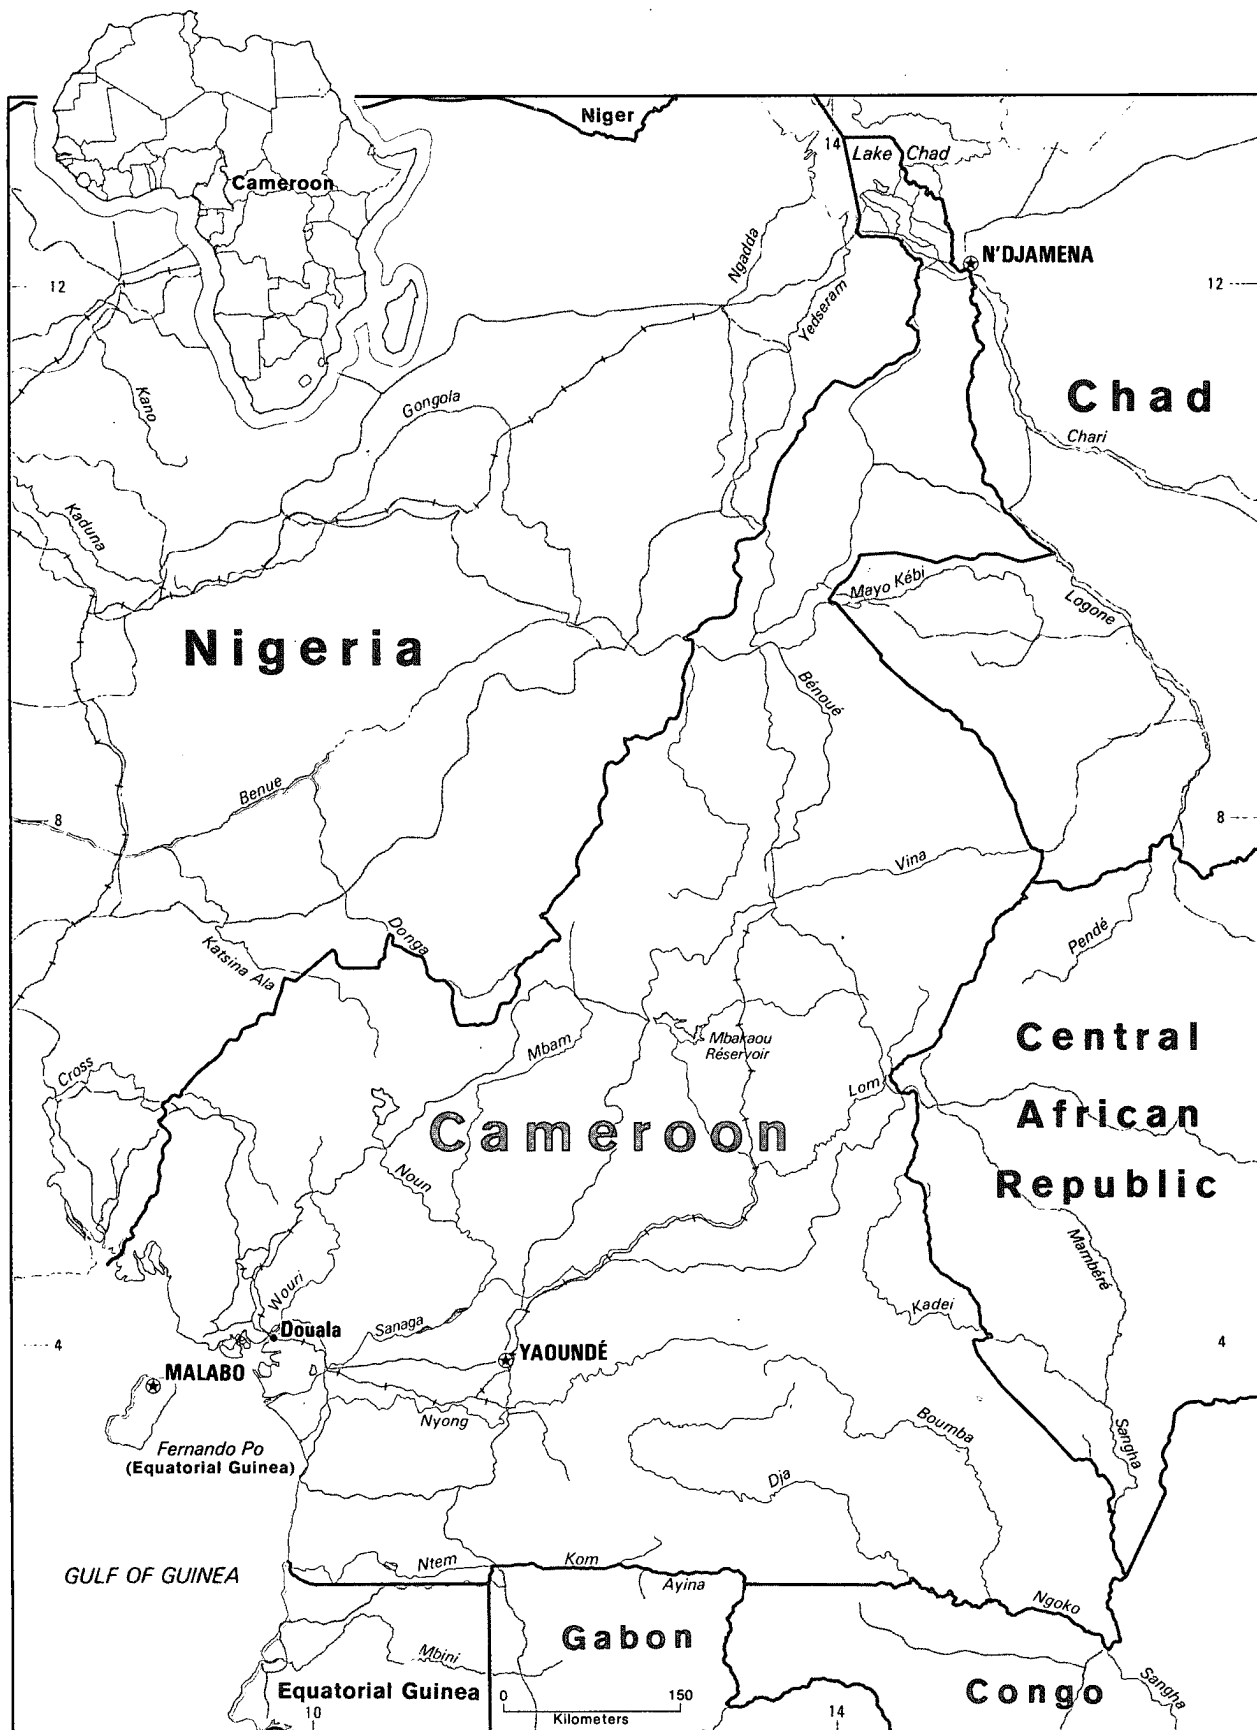 Niger
14
Lake Chad
Cameroon
N'DJAMENA
Ngadda
12
12
Yedseram
Kano
Gongola
Chad
Chari
Kaduna
Mayo Kébi
Logone
Nigeria
Bénoué
Benue
8
8
Vina
Donga
Pendé
Katsina Ala
Central
African
Republic
Mbam
Mbakaou
Réservoir
Cross
Lom
Cameroon
Noun
Mambéré
Wouri
Kadei
Sanaga
Douala
4
4
YAOUNDÉ
MALABO
Nyong
Boumba
Sangha
Fernando Po
(Equatorial Guinea)
Dja
GULF OF GUINEA
Ntem
Kom
Ayina
Ngoko
Gabon
Mbini
Sangha
Equatorial Guinea
0
150
Kilometers
Congo
10
14